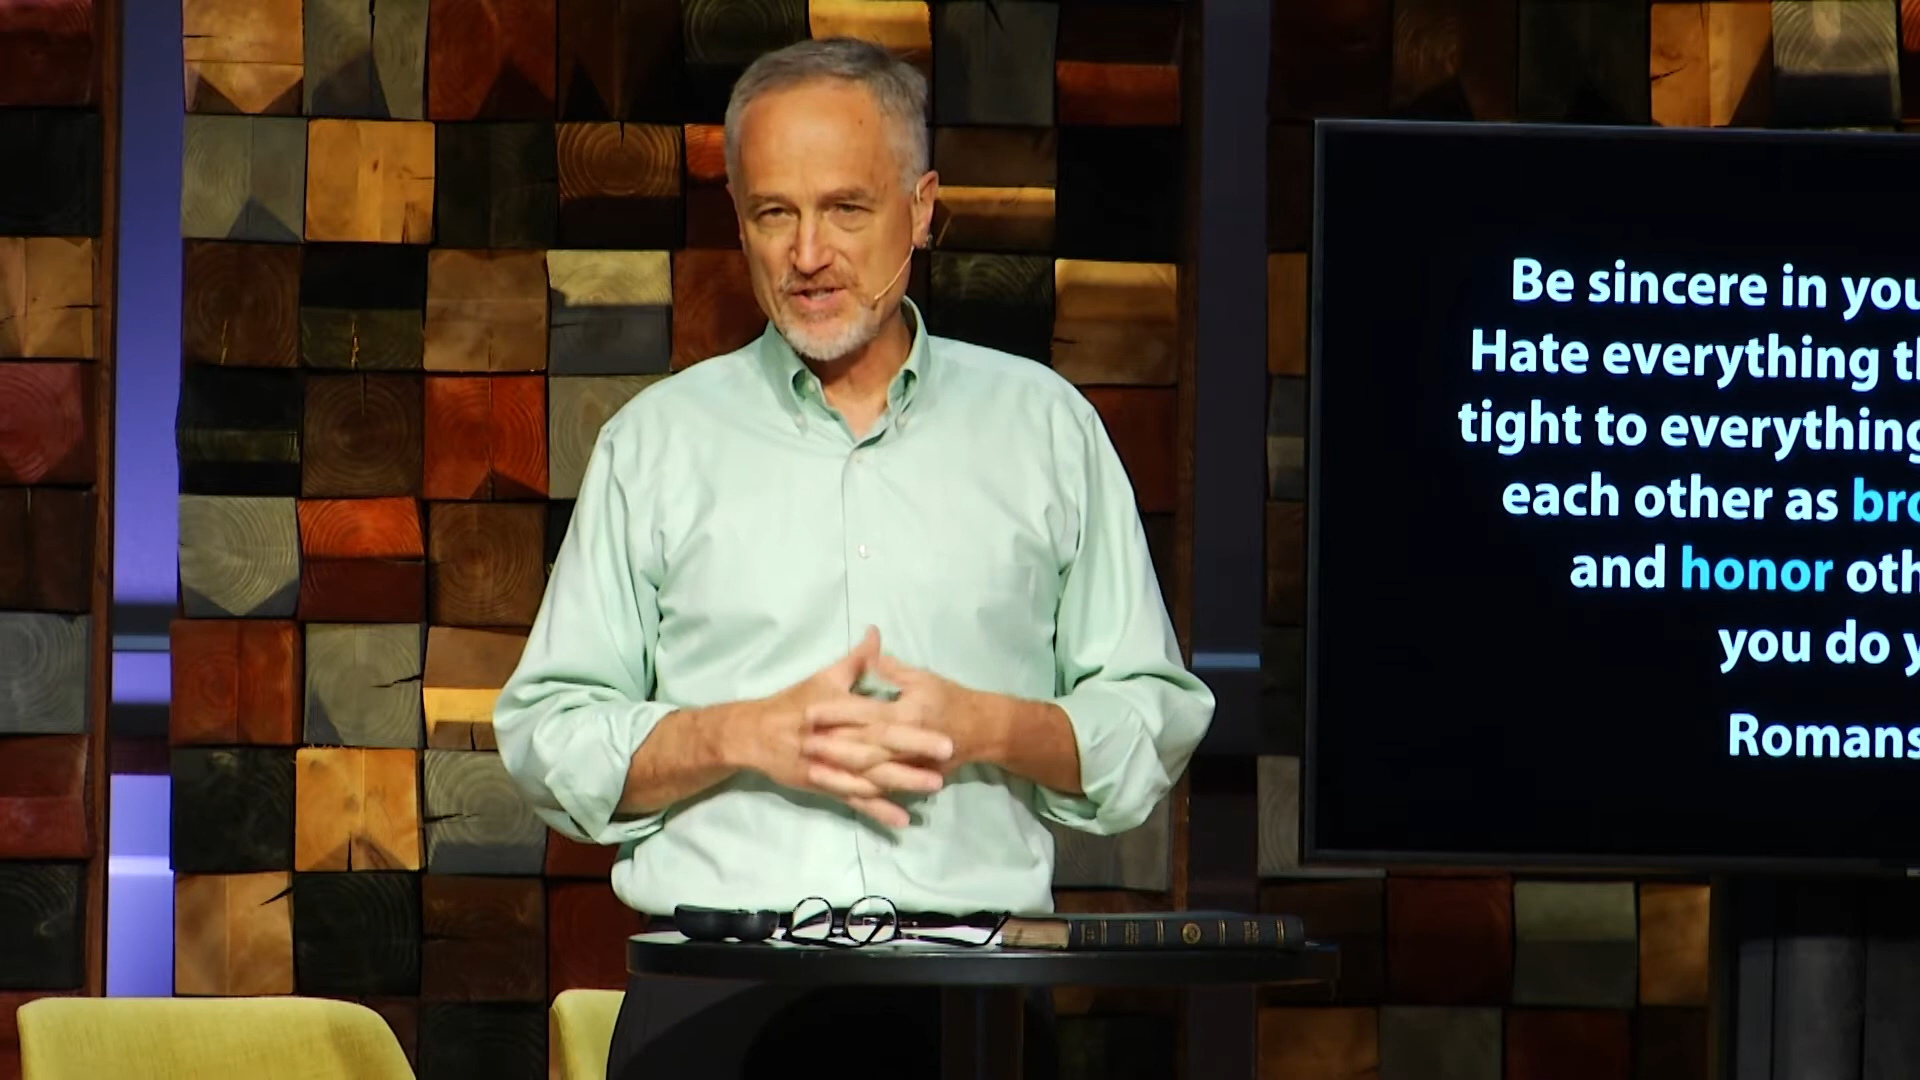 Be sincere in you
Hate everything th
tight to everything
each other as bro
and honor oth
you do y
Romans